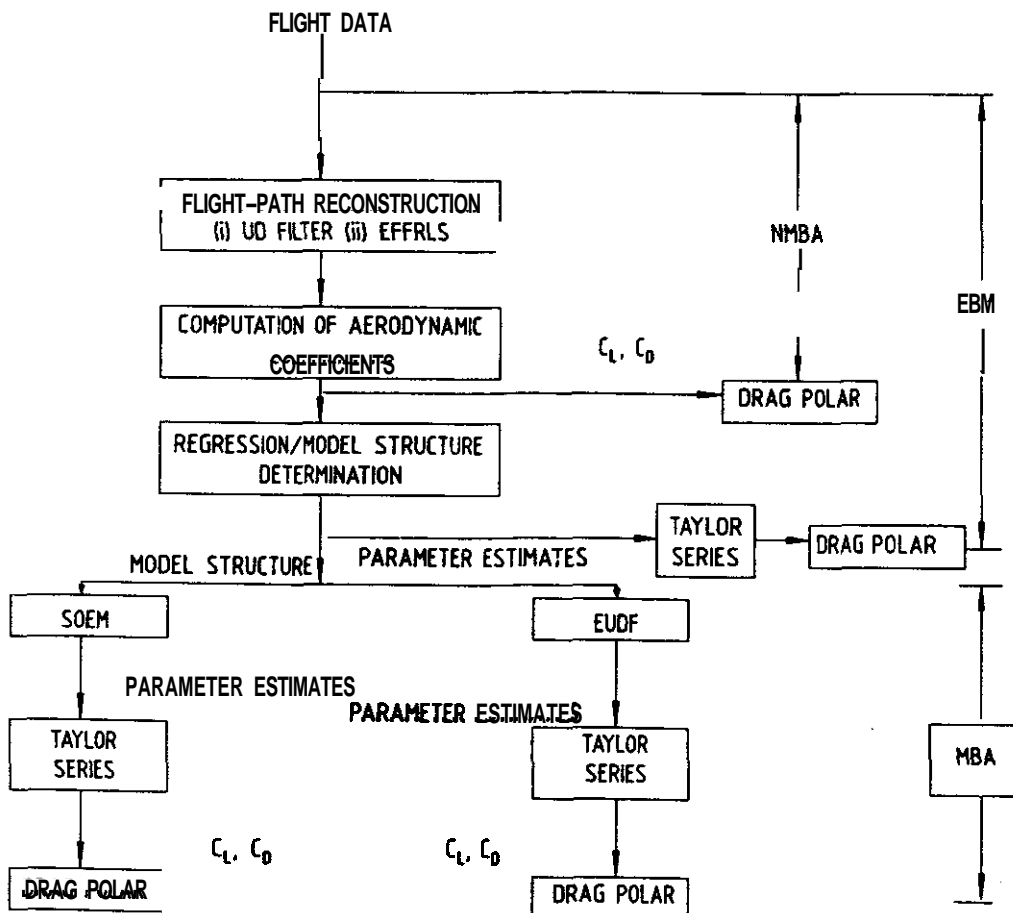 FLIGHT DATA
FLIGHT-PATH RECONSTRUCTION
(i) UD FILTER (ii) EFFRLS
NMBA
EBM
COMPUTATION OF AERODYNAMIC
COEFFICIENTS
C_L, C_D
DRAG POLAR
REGRESSION/MODEL STRUCTURE
DETERMINATION
TAYLOR
SERIES
DRAG POLAR
MODEL STRUCTURE
PARAMETER ESTIMATES
SOEM
EUDF
PARAMETER ESTIMATES
PARAMETER ESTIMATES
TAYLOR
SERIES
TAYLOR
SERIES
MBA
C_L, C_D
C_L, C_D
DRAG POLAR
DRAG POLAR